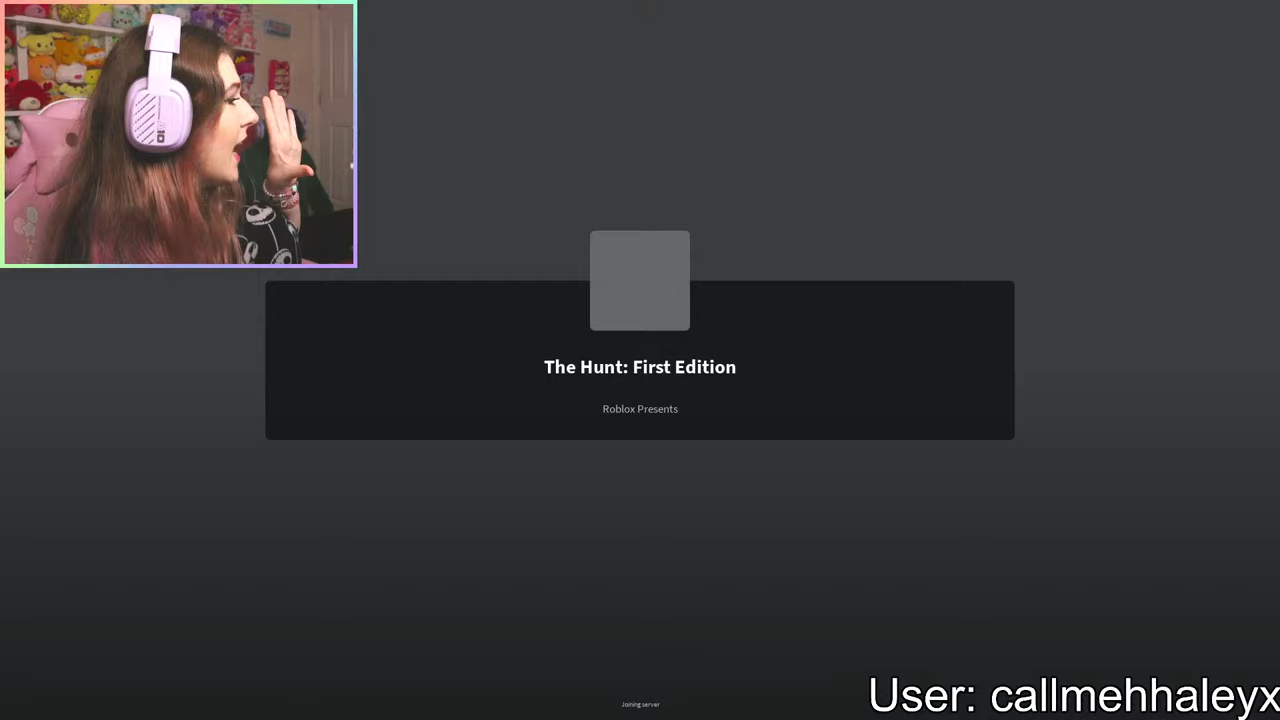 The Hunt: First Edition
Roblox Presents
Joining server
User: callmehhaleyx